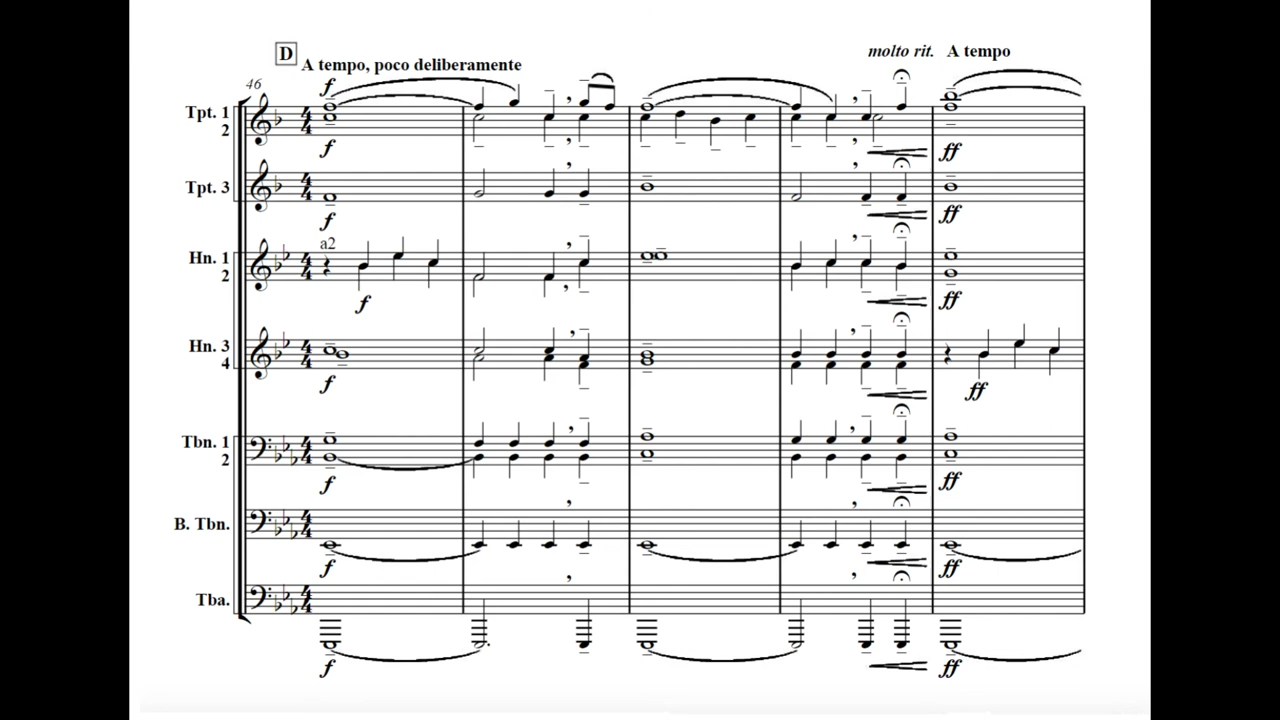 D
A tempo, poco deliberamente
molto rit. A tempo
46
f
Tpt. 1
2
f
ff
Tpt. 3
f
ff
a2
Hn. 1
2
f
ff
Hn. 3
4
f
ff
Tbn. 1
2
f
ff
B. Tbn.
f
ff
Tba.
f
ff